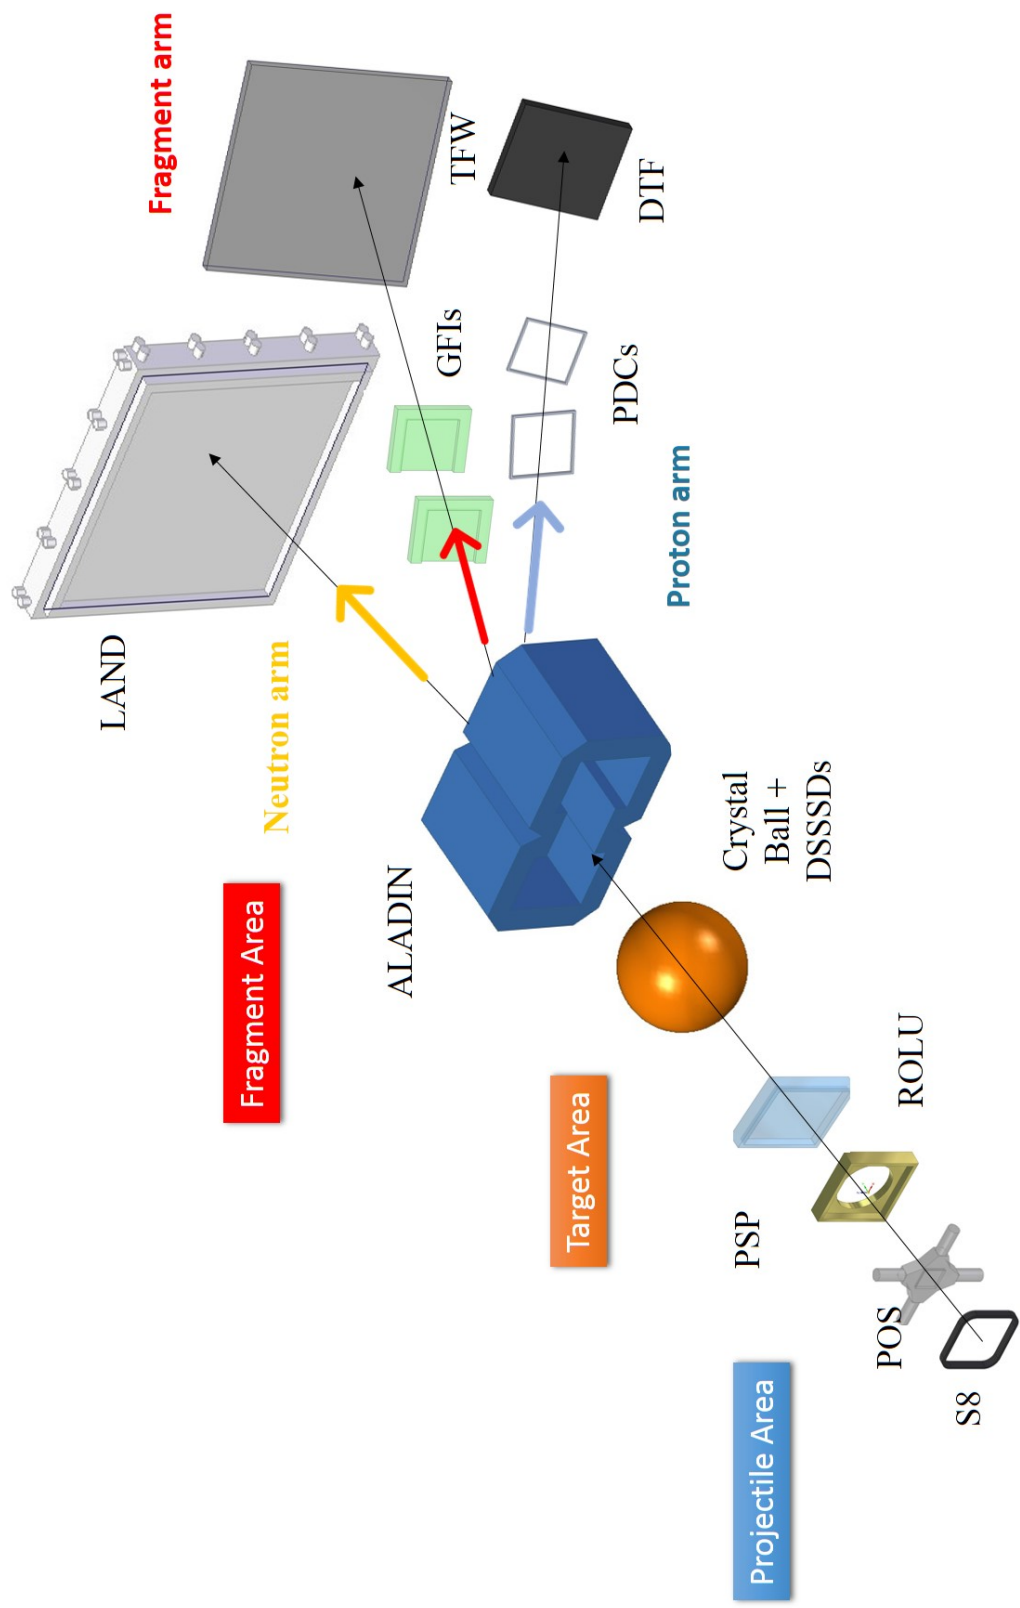 Fragment arm
TFW
DTF
LAND
GFIs
PDCs
Neutron arm
Proton arm
Fragment Area
ALADIN
Crystal
Ball +
DSSSDs
Target Area
PSP
ROLU
Projectile Area
POS
S8